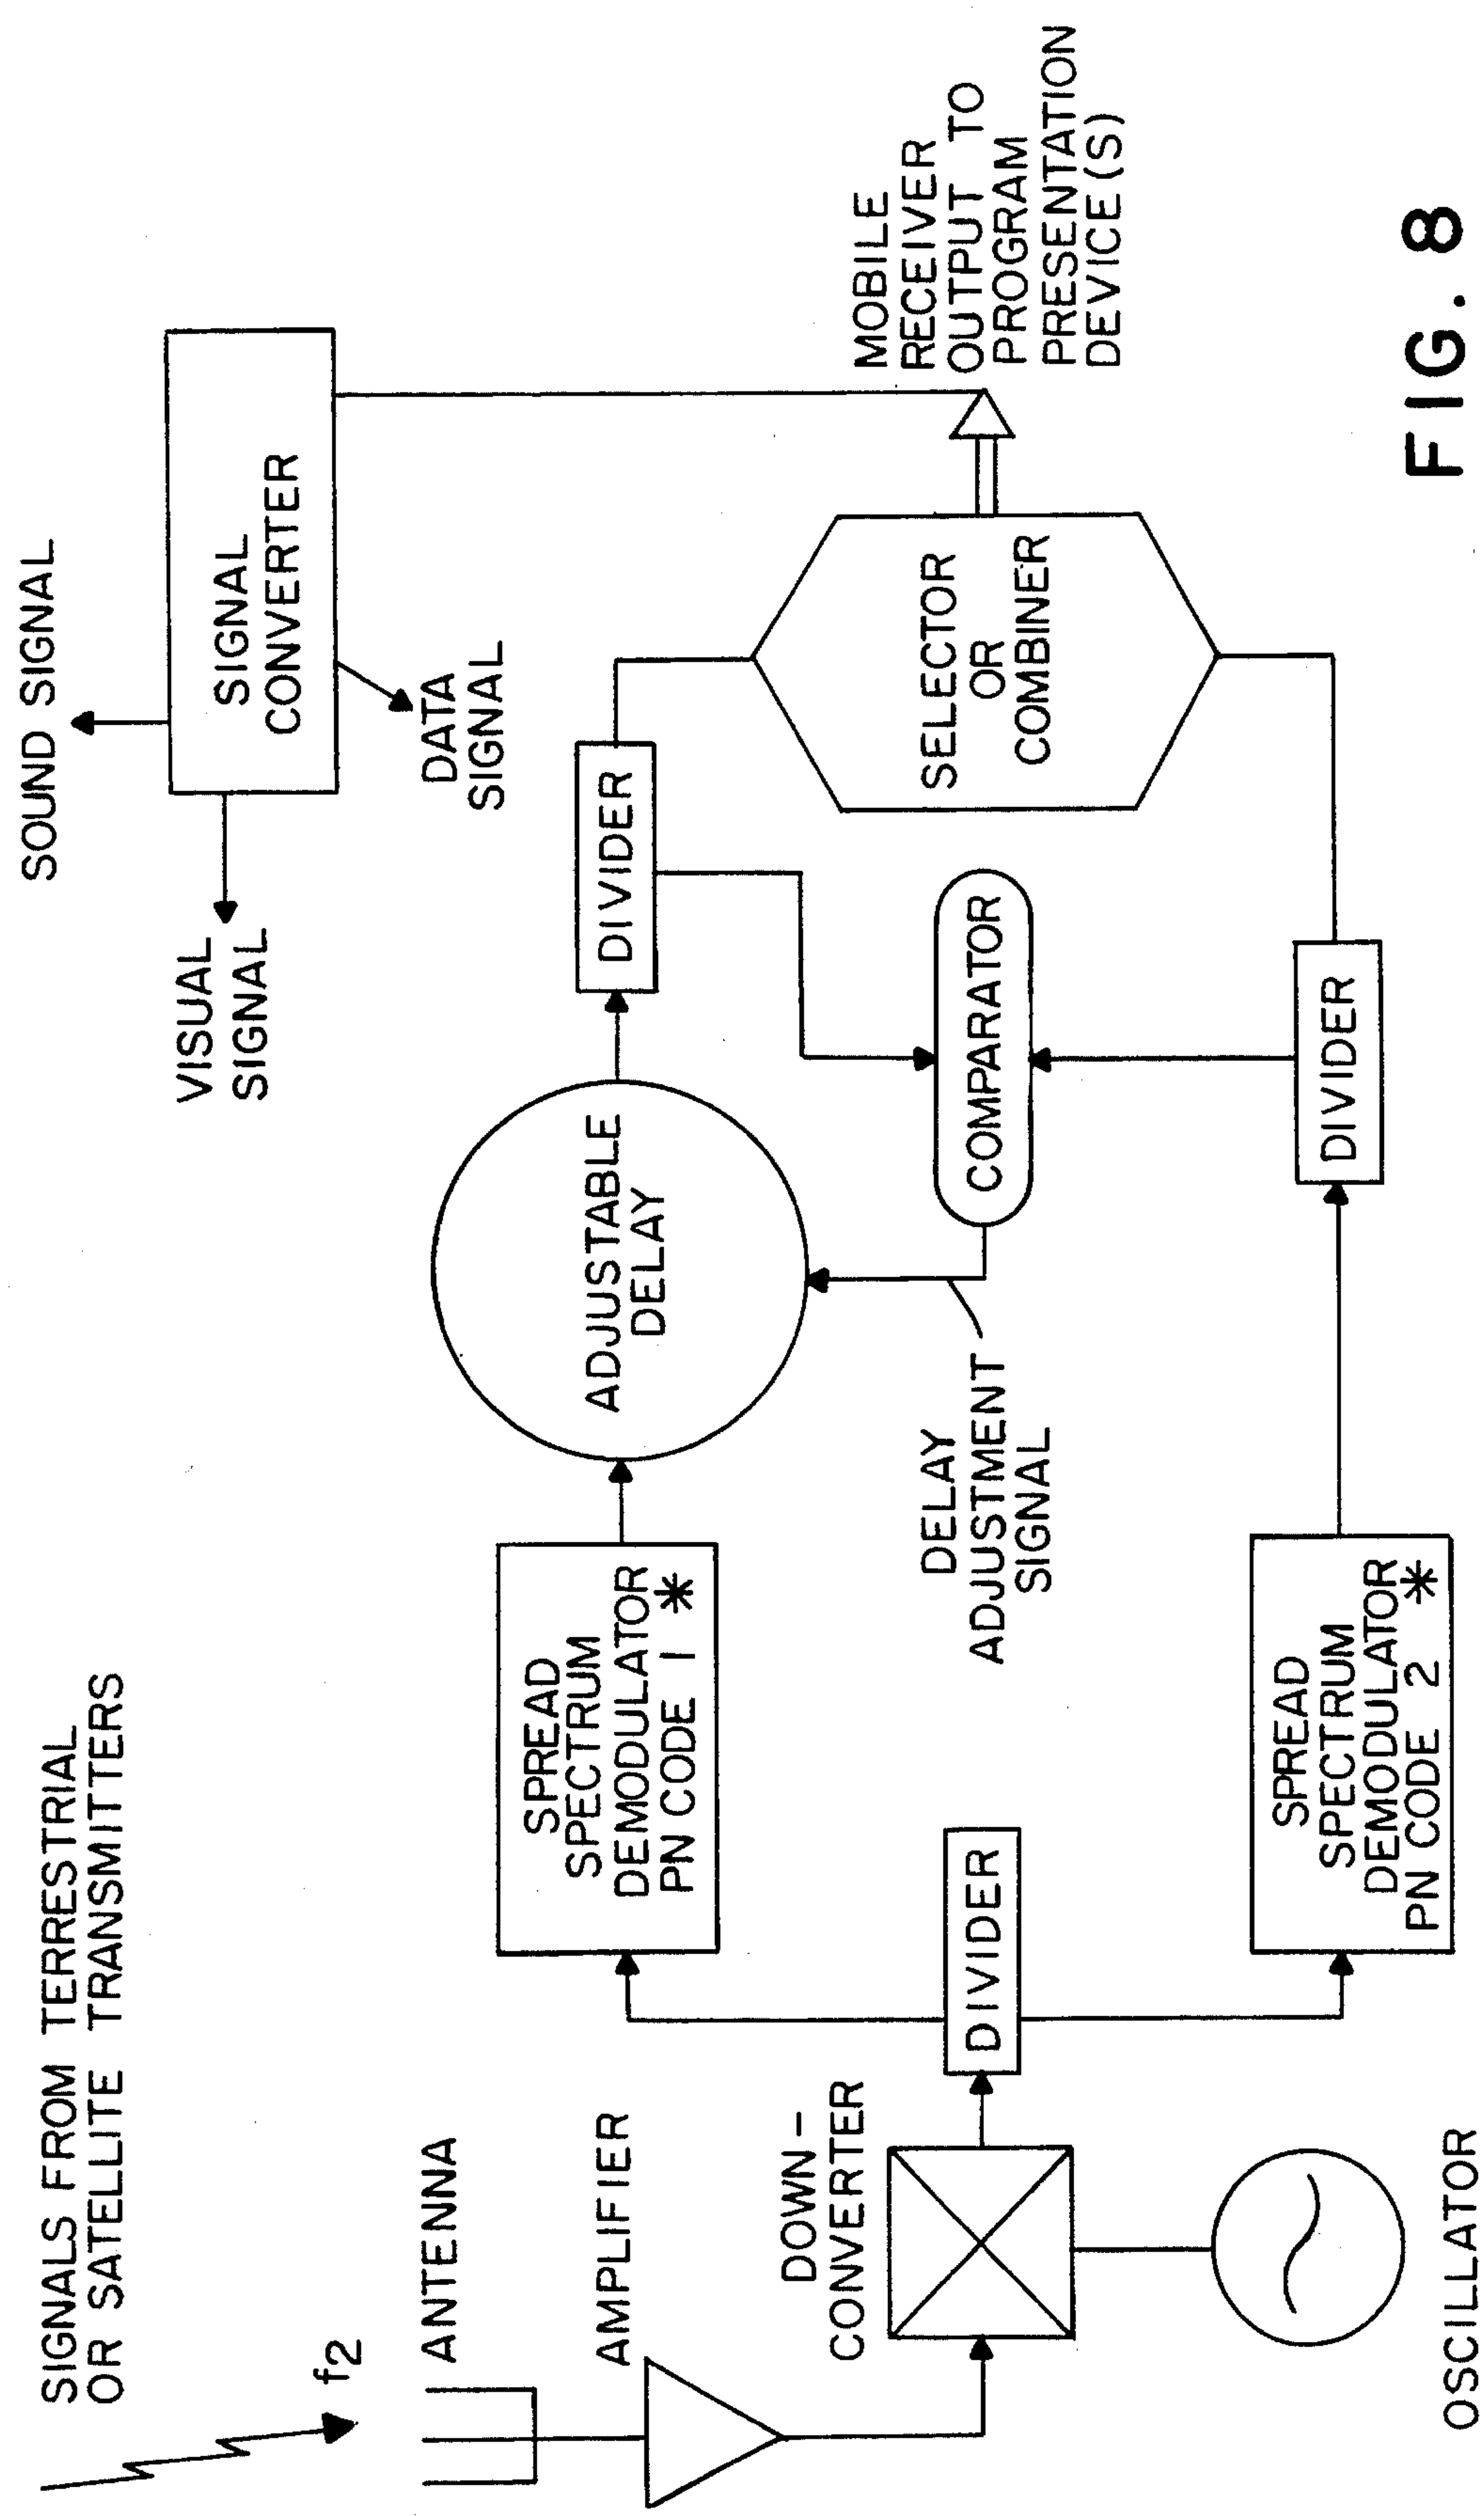 SIGNALS FROM TERRESTRIAL
OR SATELLITE TRANSMITTERS
f2
ANTENNA
AMPLIFIER
DOWN-
CONVERTER
OSCILLATOR
DIVIDER
SPREAD
SPECTRUM
DEMODULATOR
PN CODE 1 *
SPREAD
SPECTRUM
DEMODULATOR
PN CODE 2 *
ADJUSTABLE
DELAY
DELAY
ADJUSTMENT
SIGNAL
COMPARATOR
DIVIDER
DIVIDER
SELECTOR
OR
COMBINER
SOUND SIGNAL
VISUAL
SIGNAL
SIGNAL
CONVERTER
DATA
SIGNAL
MOBILE
RECEIVER
OUTPUT TO
PROGRAM
PRESENTATION
DEVICE(S)
FIG. 8